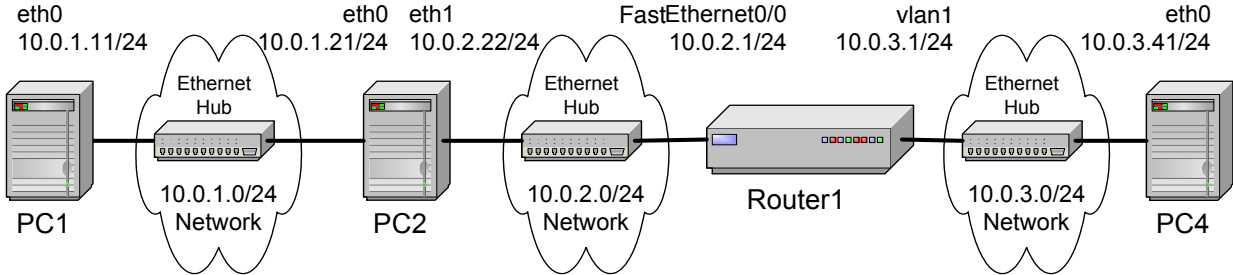 eth0
10.0.1.11/24
eth0
10.0.1.21/24
eth1
10.0.2.22/24
FastEthernet0/0
10.0.2.1/24
vlan1
10.0.3.1/24
eth0
10.0.3.41/24
Ethernet
Hub
Ethernet
Hub
Ethernet
Hub
10.0.1.0/24
Network
10.0.2.0/24
Network
10.0.3.0/24
Network
PC1
PC2
Router1
PC4